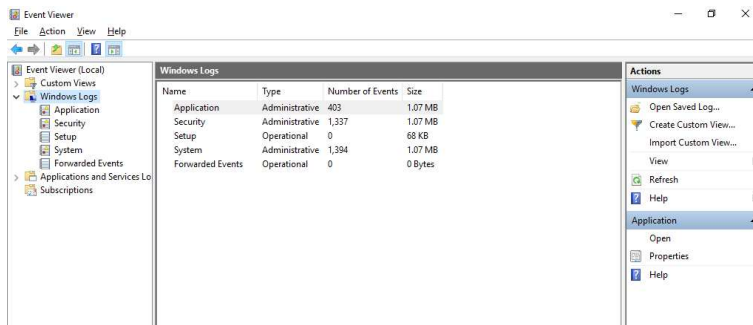 Event Viewer
File Action View Help
Event Viewer (Local)
Custom Views
Windows Logs
Application
Security
Setup
System
Forwarded Events
Applications and Services Lo
Subscriptions
Windows Logs
Name Type Number of Events Size
Application Administrative 403 1.07 MB
Security Administrative 1,337 1.07 MB
Setup Operational 0 68 KB
System Administrative 1,394 1.07 MB
Forwarded Events Operational 0 0 Bytes
Actions
Windows Logs
Open Saved Log...
Create Custom View...
Import Custom View...
View
Refresh
Help
Application
Open
Properties
Help